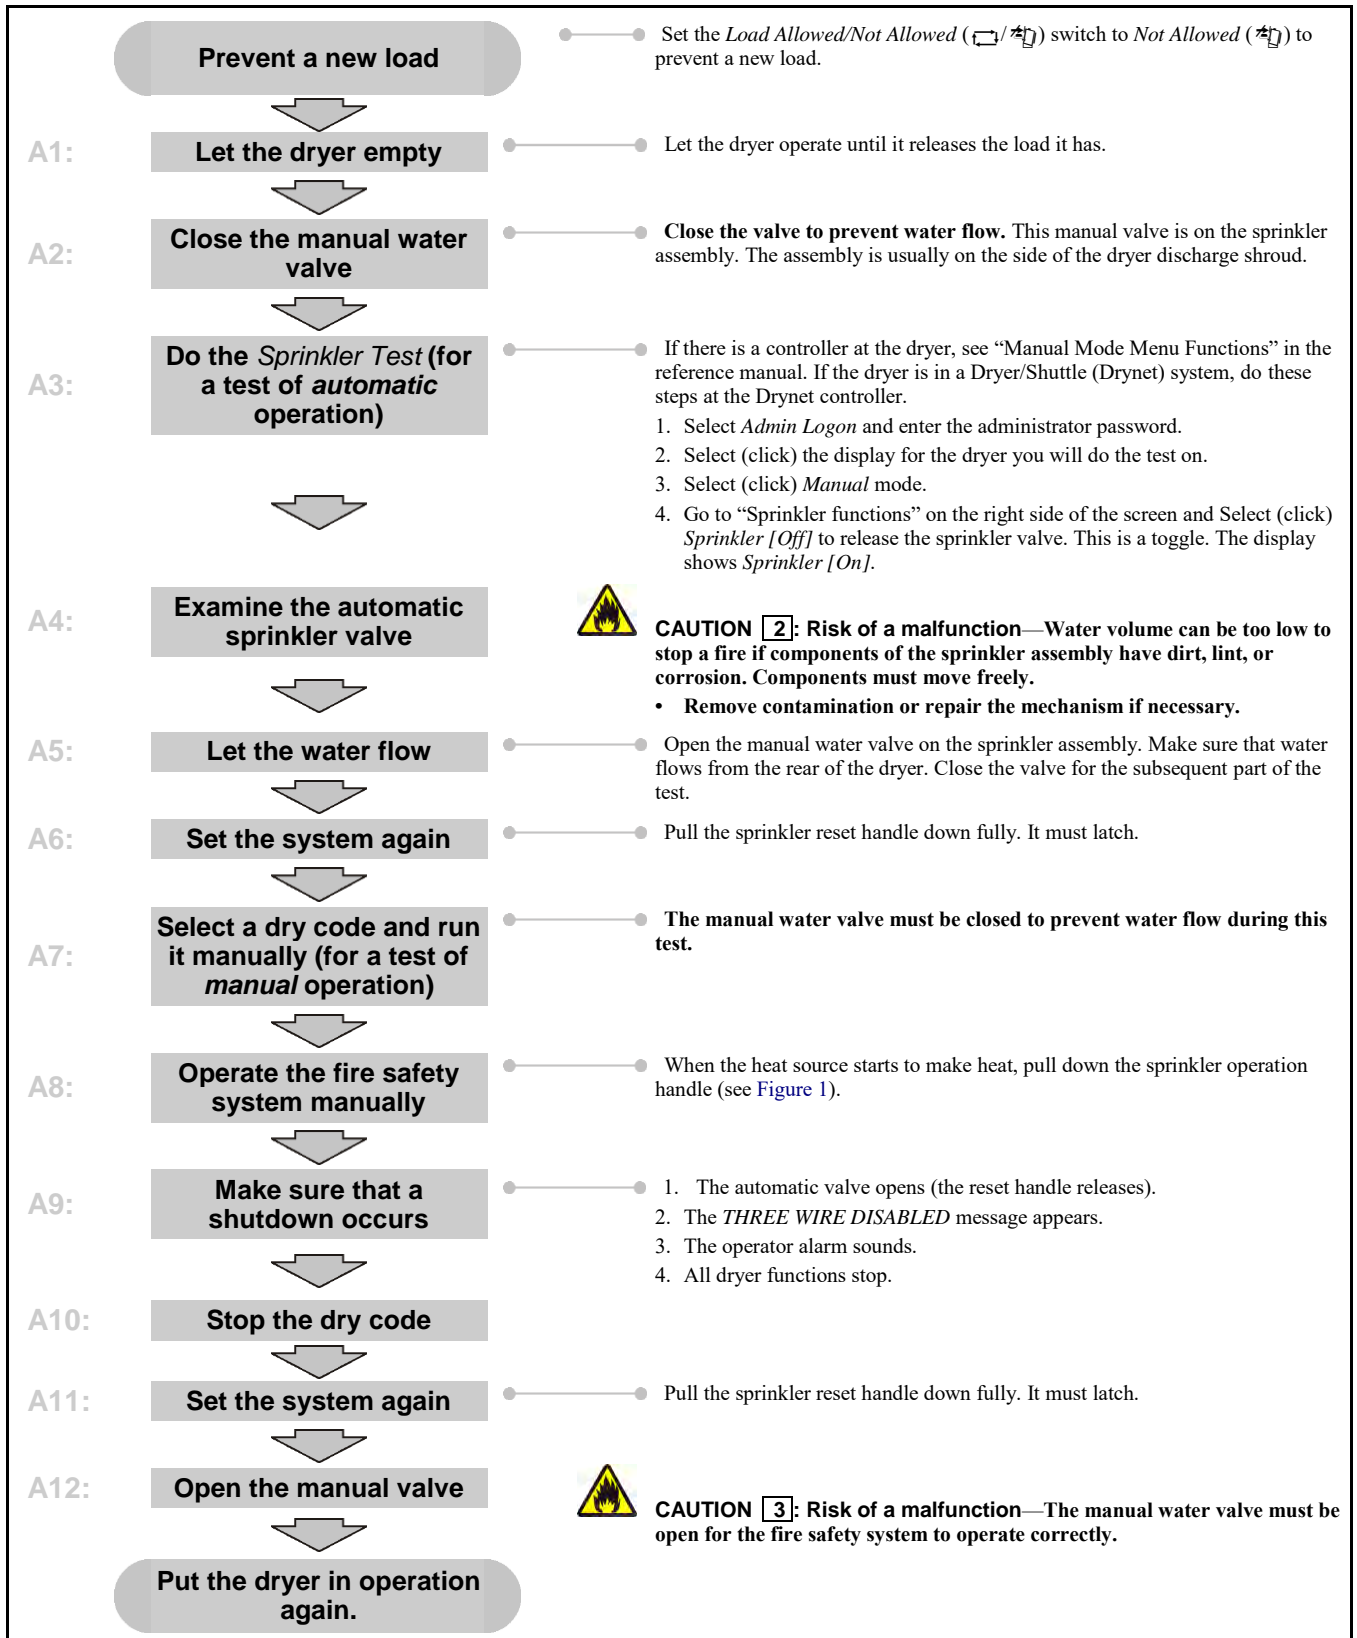 Prevent a new load
Set the Load Allowed/Not Allowed ( / ) switch to Not Allowed ( ) to
prevent a new load.
A1:
Let the dryer empty
Let the dryer operate until it releases the load it has.
A2:
Close the manual water
valve
Close the valve to prevent water flow. This manual valve is on the sprinkler
assembly. The assembly is usually on the side of the dryer discharge shroud.
A3:
Do the Sprinkler Test (for
a test of automatic
operation)
If there is a controller at the dryer, see “Manual Mode Menu Functions” in the
reference manual. If the dryer is in a Dryer/Shuttle (Drynet) system, do these
steps at the Drynet controller.
1. Select Admin Logon and enter the administrator password.
2. Select (click) the display for the dryer you will do the test on.
3. Select (click) Manual mode.
4. Go to “Sprinkler functions” on the right side of the screen and Select (click)
Sprinkler [Off] to release the sprinkler valve. This is a toggle. The display
shows Sprinkler [On].
A4:
Examine the automatic
sprinkler valve
CAUTION 2: Risk of a malfunction—Water volume can be too low to
stop a fire if components of the sprinkler assembly have dirt, lint, or
corrosion. Components must move freely.
• Remove contamination or repair the mechanism if necessary.
A5:
Let the water flow
Open the manual water valve on the sprinkler assembly. Make sure that water
flows from the rear of the dryer. Close the valve for the subsequent part of the
test.
A6:
Set the system again
Pull the sprinkler reset handle down fully. It must latch.
A7:
Select a dry code and run
it manually (for a test of
manual operation)
The manual water valve must be closed to prevent water flow during this
test.
A8:
Operate the fire safety
system manually
When the heat source starts to make heat, pull down the sprinkler operation
handle (see Figure 1).
A9:
Make sure that a
shutdown occurs
1. The automatic valve opens (the reset handle releases).
2. The THREE WIRE DISABLED message appears.
3. The operator alarm sounds.
4. All dryer functions stop.
A10:
Stop the dry code
A11:
Set the system again
Pull the sprinkler reset handle down fully. It must latch.
A12:
Open the manual valve
CAUTION 3: Risk of a malfunction—The manual water valve must be
open for the fire safety system to operate correctly.
Put the dryer in operation
again.